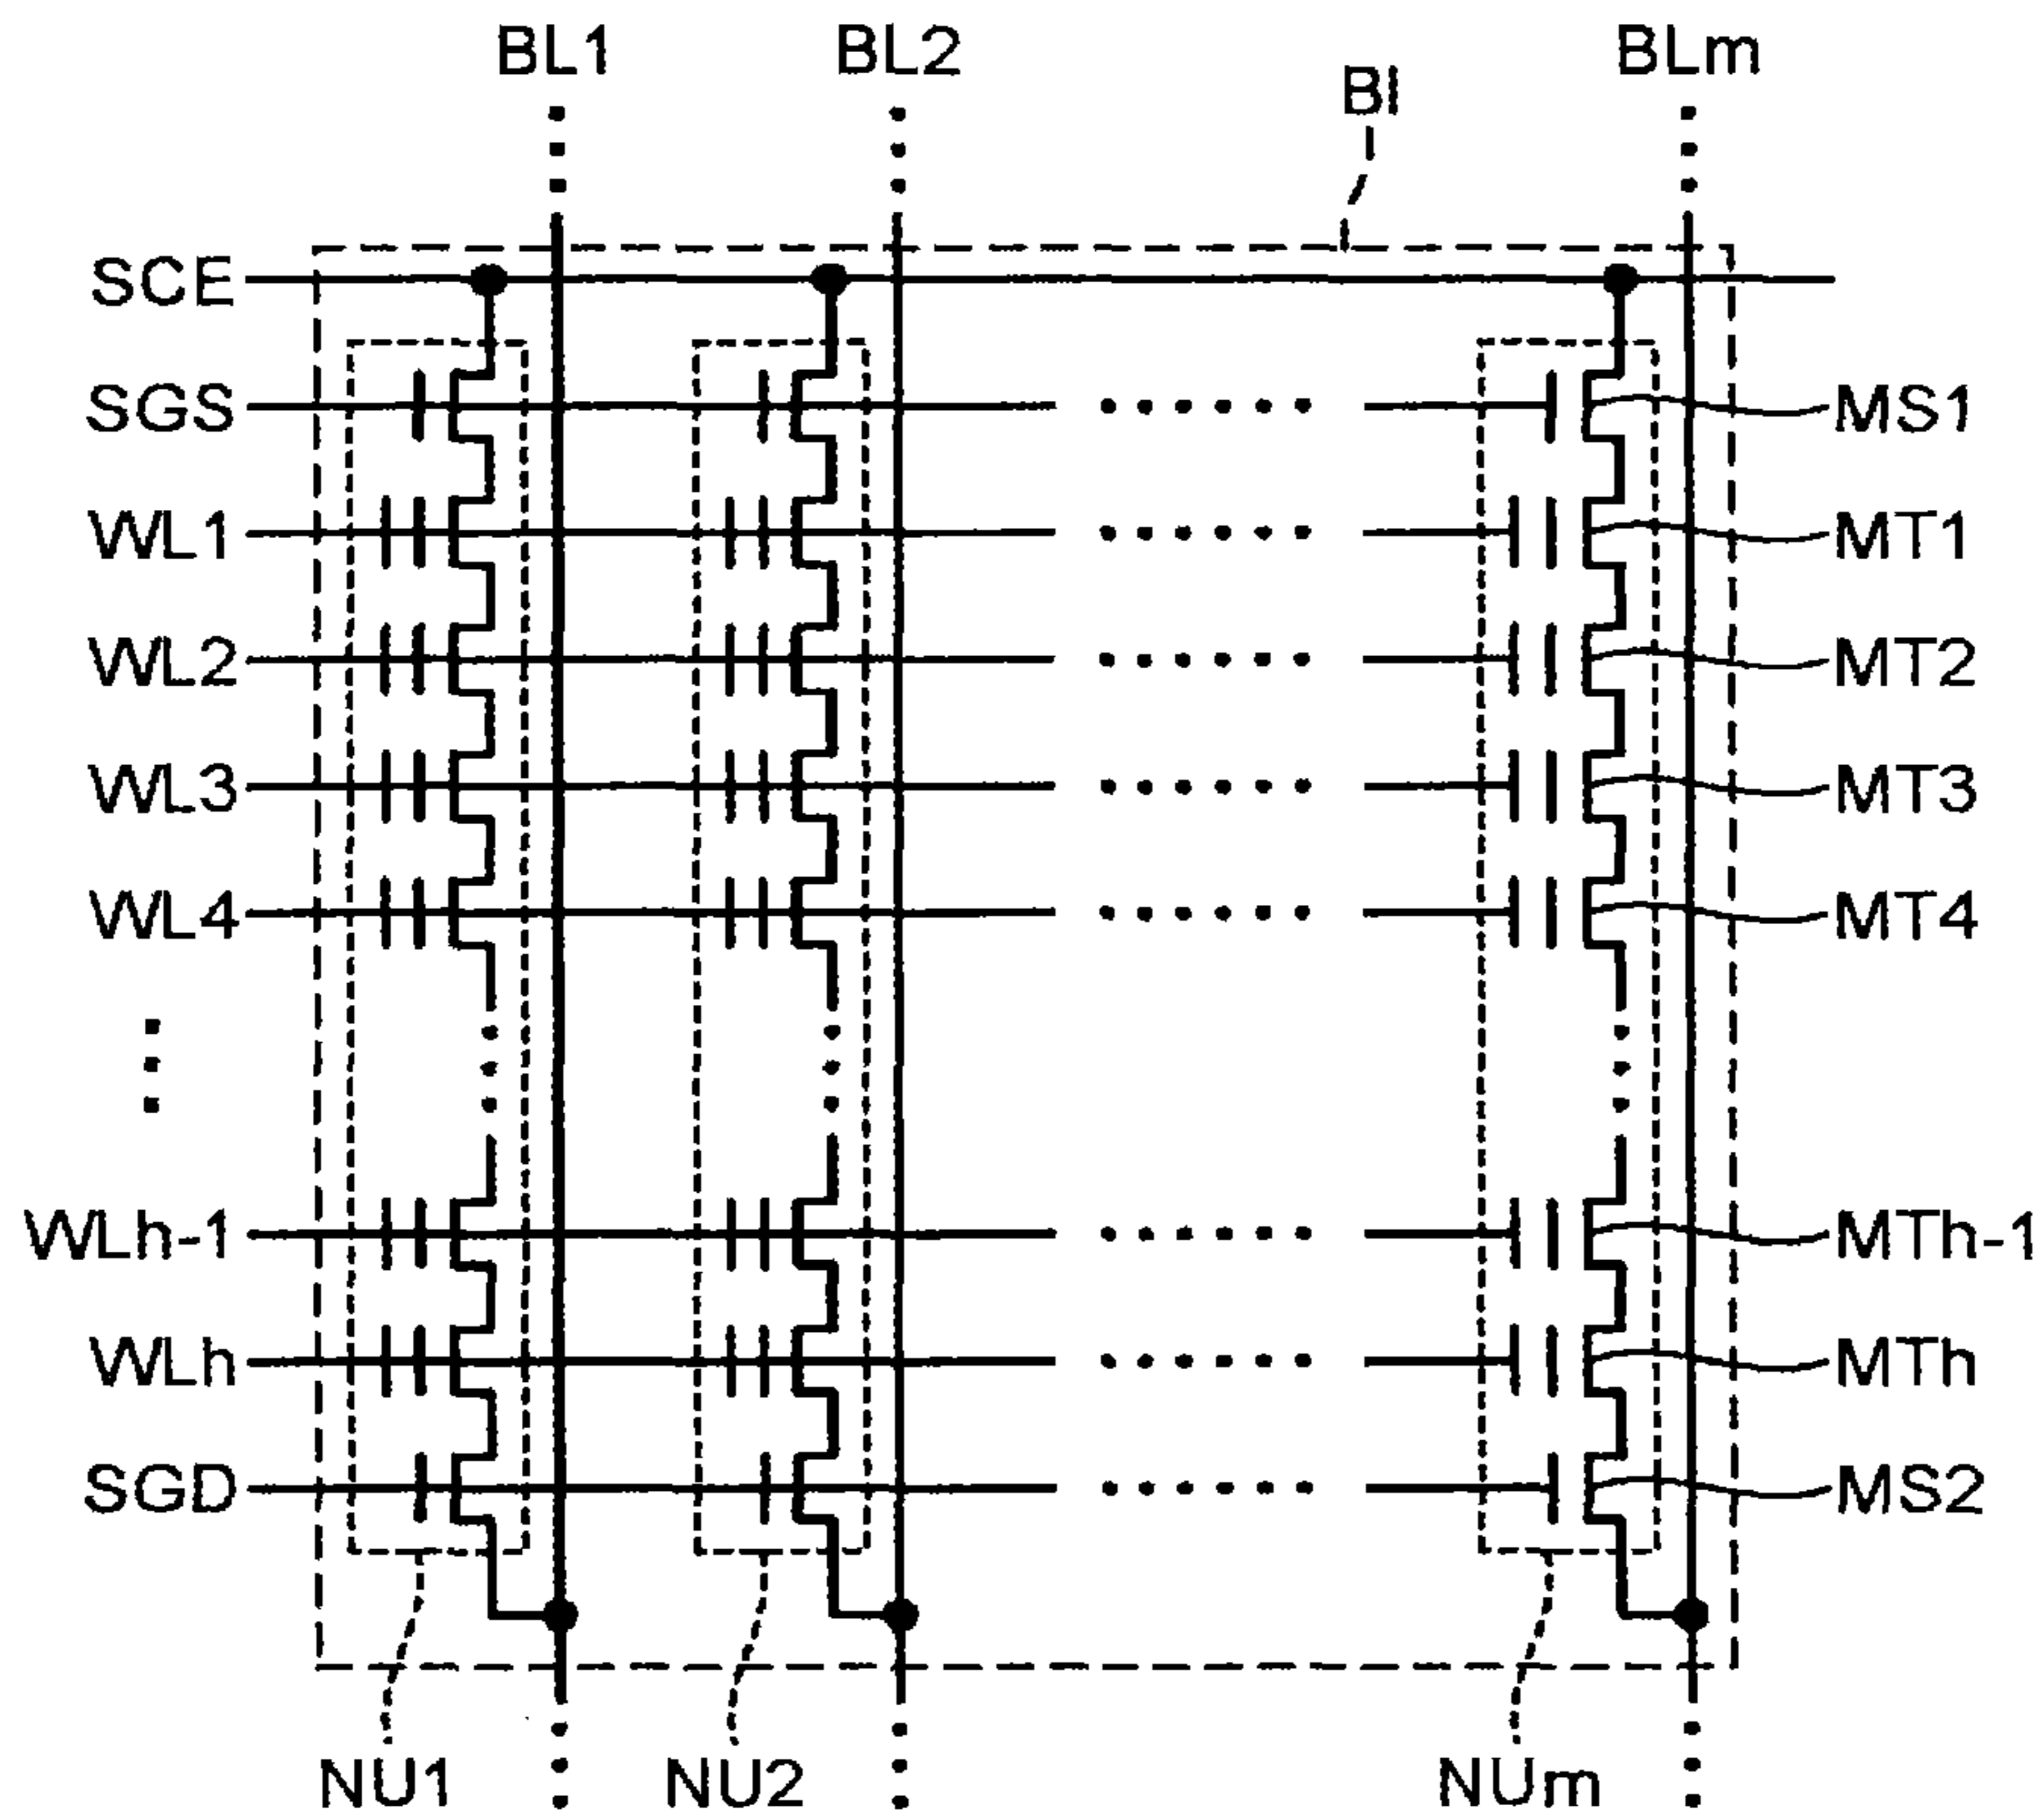 BL1 BL2 BLm
BI
SCE
SGS MS1
WL1 MT1
WL2 MT2
WL3 MT3
WL4 MT4
WLh-1 MTh-1
WLh MTh
SGD MS2
NU1 NU2 NUm